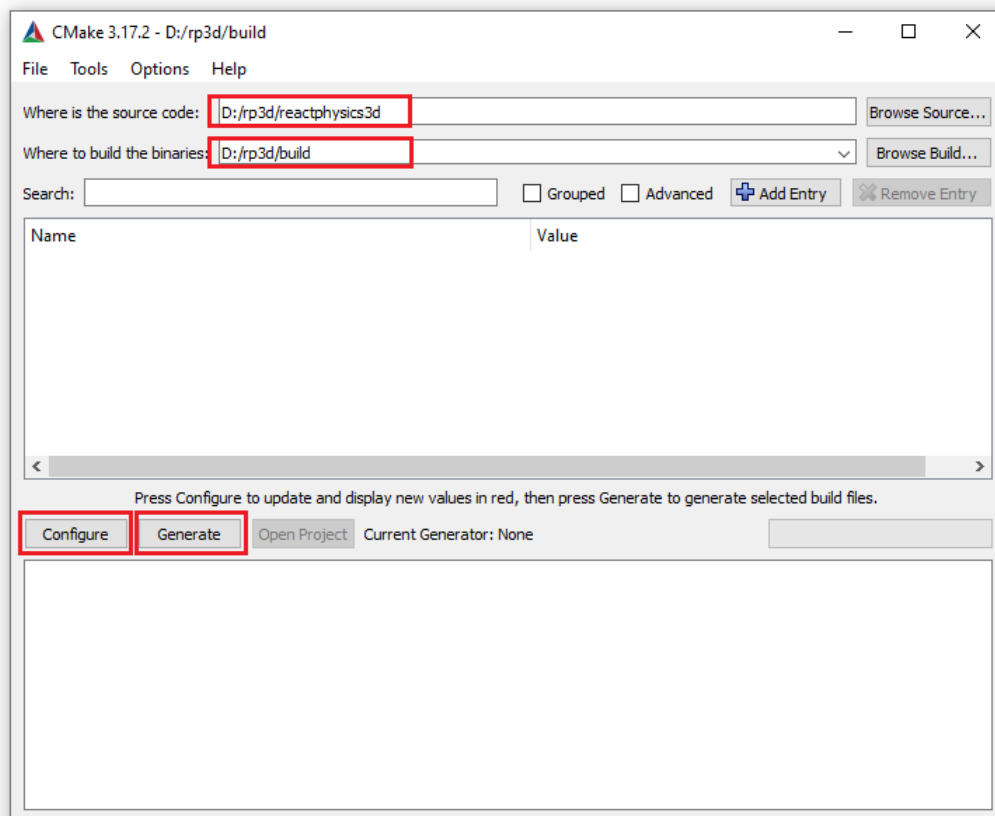 CMake 3.17.2 - D:/rp3d/build
File Tools Options Help
Where is the source code: D:/rp3d/reactphysics3d Browse Source...
Where to build the binaries: D:/rp3d/build Browse Build...
Search: Grouped Advanced Add Entry Remove Entry
Name Value
Press Configure to update and display new values in red, then press Generate to generate selected build files.
Configure Generate Open Project Current Generator: None